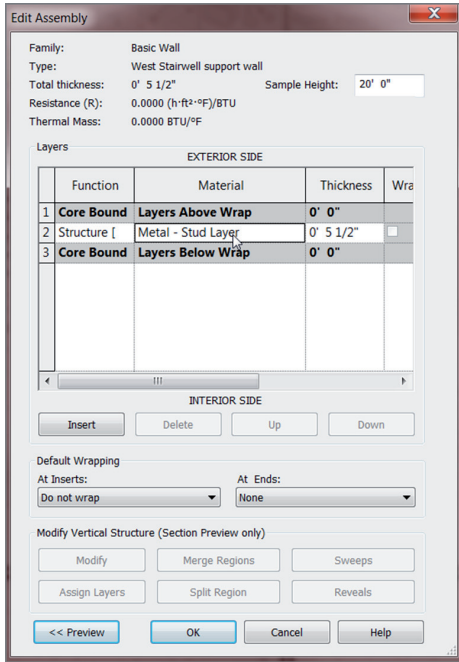 Edit Assembly
Family: Basic Wall
Type: West Stairwell support wall
Total thickness: 0' 5 1/2" Sample Height: 20' 0"
Resistance (R): 0.0000 (h·ft²·°F)/BTU
Thermal Mass: 0.0000 BTU/°F
Layers
EXTERIOR SIDE
Function Material Thickness Wra
1 Core Bound Layers Above Wrap 0' 0"
2 Structure [ Metal - Stud Layer 0' 5 1/2"
3 Core Bound Layers Below Wrap 0' 0"
INTERIOR SIDE
Insert Delete Up Down
Default Wrapping
At Inserts: At Ends:
Do not wrap None
Modify Vertical Structure (Section Preview only)
Modify Merge Regions Sweeps
Assign Layers Split Region Reveals
<< Preview OK Cancel Help